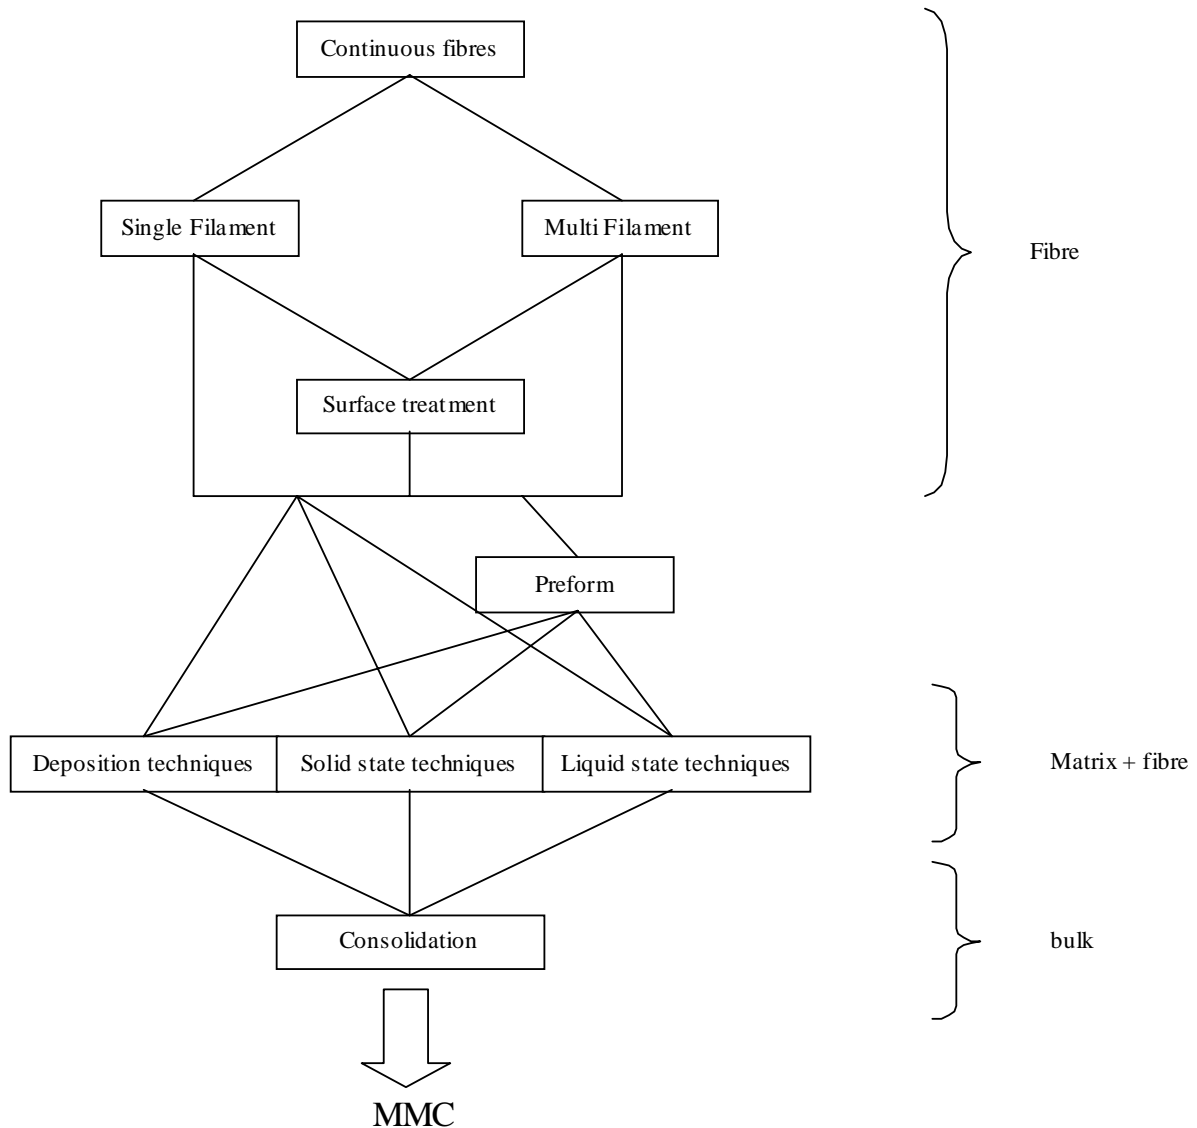 Continuous fibres
Single Filament
Multi Filament
Fibre
Surface treatment
Preform
Deposition techniques
Solid state techniques
Liquid state techniques
Matrix + fibre
Consolidation
bulk
MMC